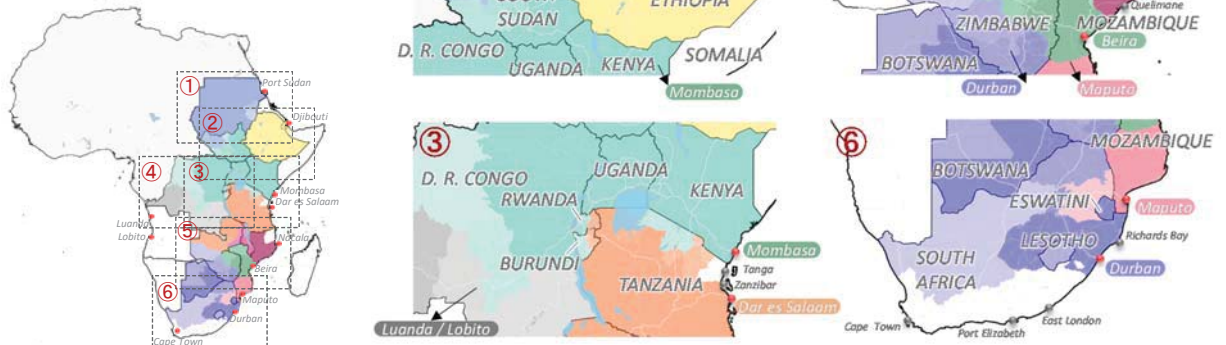 ①
Port Sudan
②
Djibouti
④
③
Mombasa
Dar es Salaam
Luanda
Lobito
⑤
Nacala
Beira
⑥
Maputo
Durban
Cape Town
SUDAN
ETHIOPIA
D. R. CONGO
UGANDA
KENYA
SOMALIA
Mombasa
Quelimane
ZIMBABWE
MOZAMBIQUE
Beira
BOTSWANA
Durban
Maputo
③
D. R. CONGO
UGANDA
RWANDA
KENYA
BURUNDI
Mombasa
Tanga
Zanzibar
TANZANIA
Dar es Salaam
Luanda / Lobito
⑥
MOZAMBIQUE
BOTSWANA
ESWATINI
Maputo
LESOTHO
Richards Bay
SOUTH
AFRICA
Durban
East London
Cape Town
Port Elizabeth